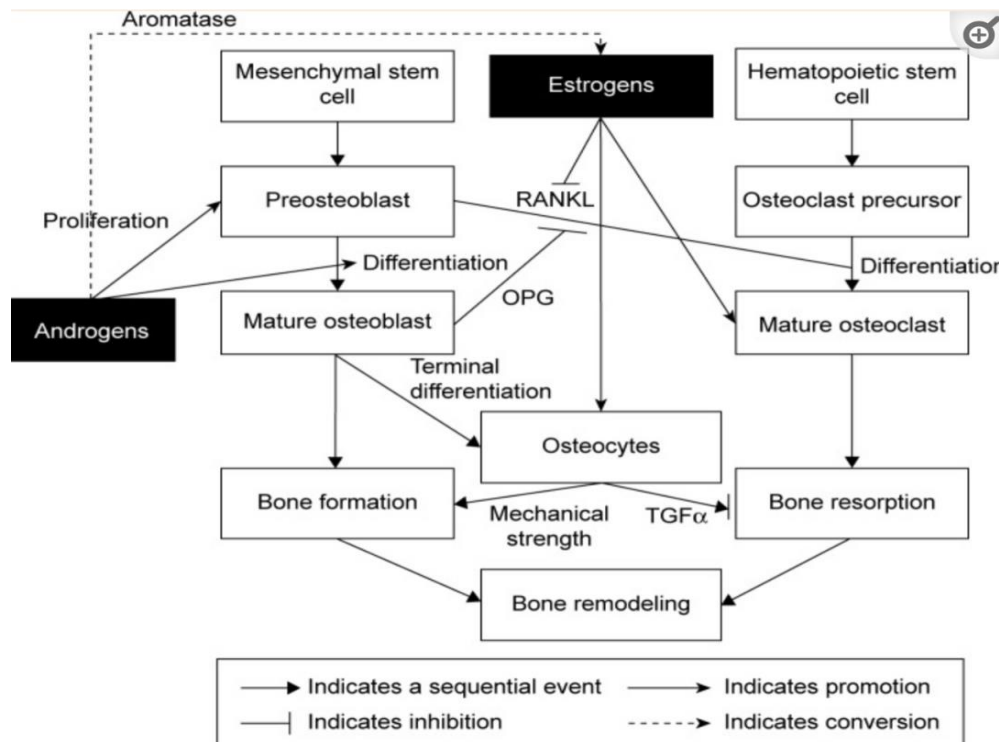 Aromatase
Mesenchymal stem
cell
Estrogens
Hematopoietic stem
cell
Preosteoblast
RANKL
Osteoclast precursor
Proliferation
Differentiation
Differentiation
OPG
Androgens
Mature osteoblast
Mature osteoclast
Terminal
differentiation
Osteocytes
Bone formation
Mechanical
strength
TGFα
Bone resorption
Bone remodeling
Indicates a sequential event
Indicates promotion
Indicates inhibition
Indicates conversion